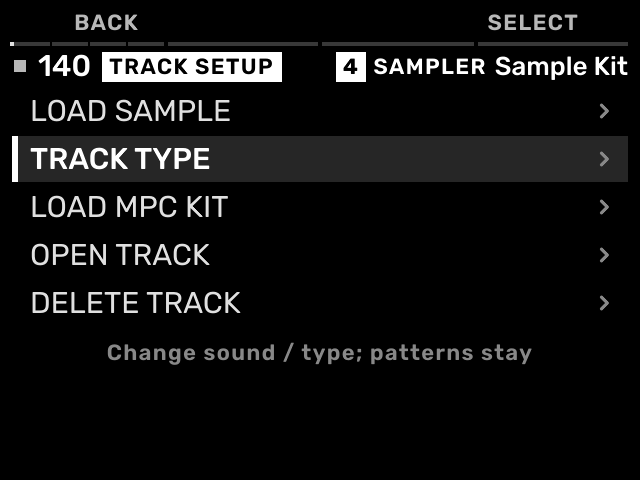 BACK SELECT
140 TRACK SETUP 4 SAMPLER Sample Kit
LOAD SAMPLE
TRACK TYPE
LOAD MPC KIT
OPEN TRACK
DELETE TRACK
Change sound / type; patterns stay